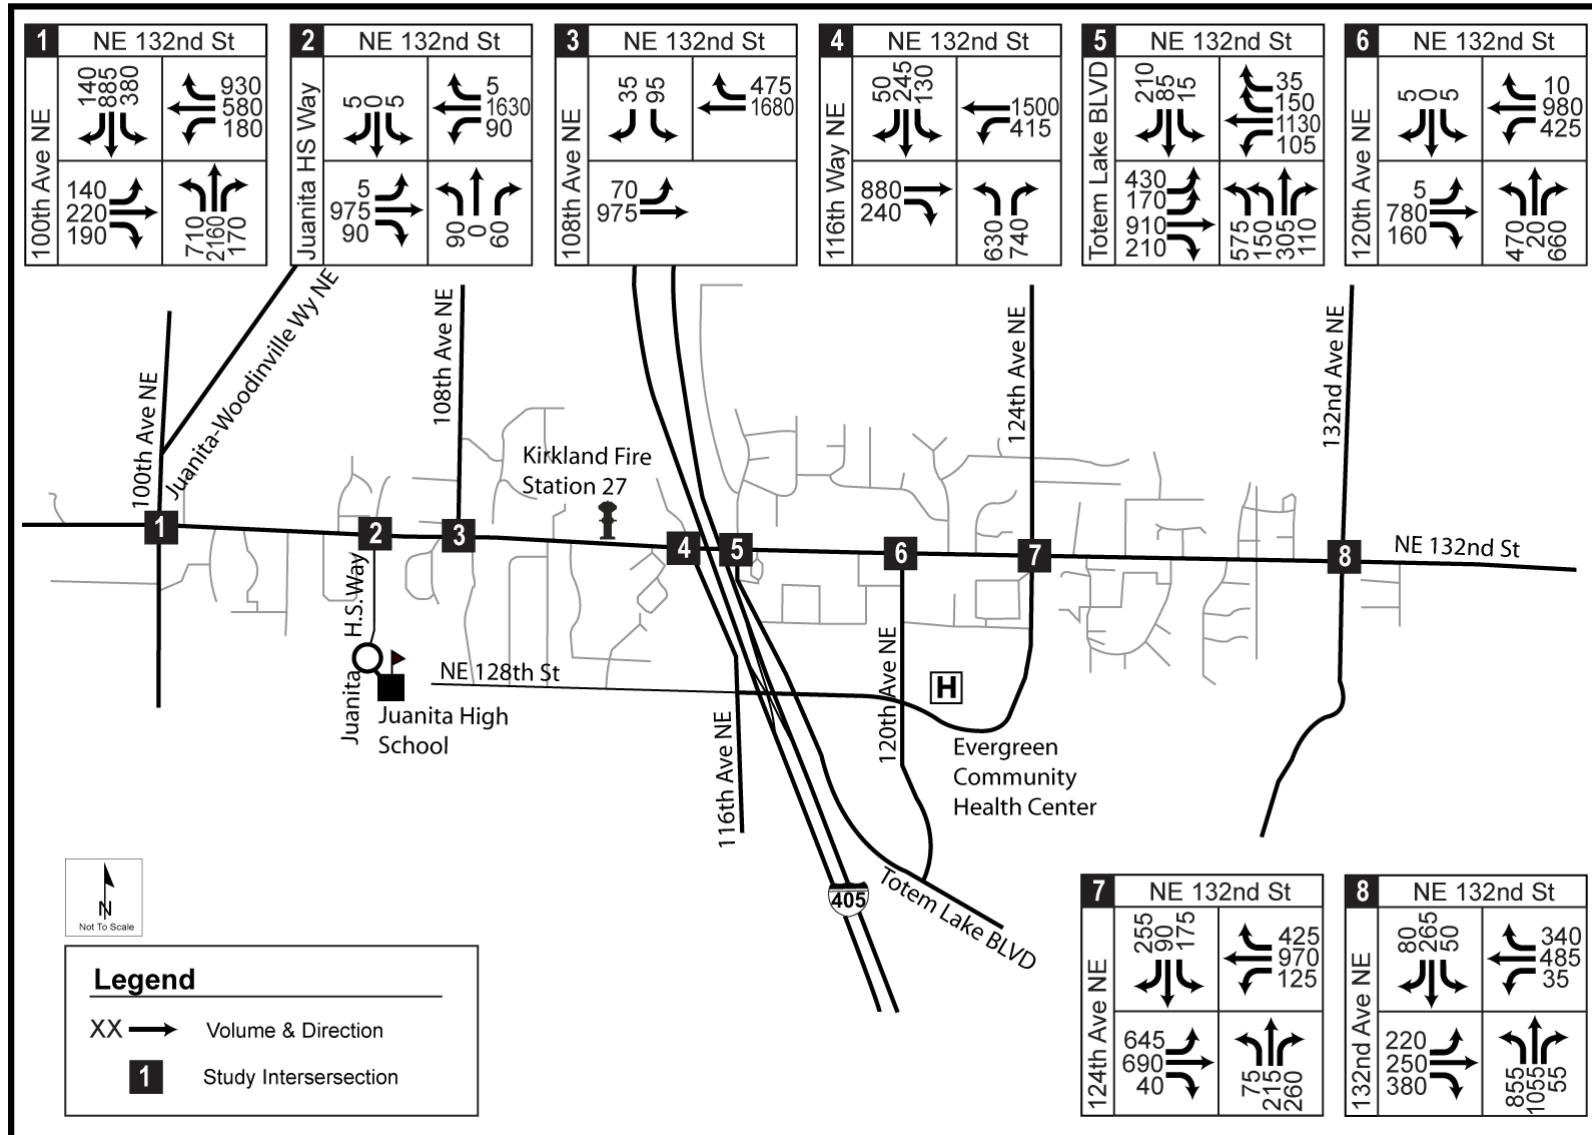 1 NE 132nd St
100th Ave NE
140 885 380
930
580
180
140
220
190
710 2160 170
2 NE 132nd St
Juanita HS Way
5 0 5
5
1630
90
5
975
90
90 0 60
3 NE 132nd St
108th Ave NE
35 95
475
1680
70
975
4 NE 132nd St
116th Way NE
50 245 130
1500
415
880
240
630 740
5 NE 132nd St
Totem Lake BLVD
210 85 15
35
150
1130
105
430
170
910
210
575 150 305 110
6 NE 132nd St
120th Ave NE
5 0 5
10
980
425
5
780
160
470 20 660
100th Ave NE
Juanita-Woodinville Wy NE
108th Ave NE
124th Ave NE
132nd Ave NE
Kirkland Fire
Station 27
1 2 3 4 5 6 7 8
NE 132nd St
Juanita H.S. Way
NE 128th St
Juanita High
School
116th Ave NE
120th Ave NE
H
Evergreen
Community
Health Center
405
Totem Lake BLVD
N
Not To Scale
Legend
XX Volume & Direction
1 Study Intersersection
7 NE 132nd St
124th Ave NE
255 90 175
425
970
125
645
690
40
75 215 260
8 NE 132nd St
132nd Ave NE
80 265 50
340
485
35
220
250
380
855 1055 55